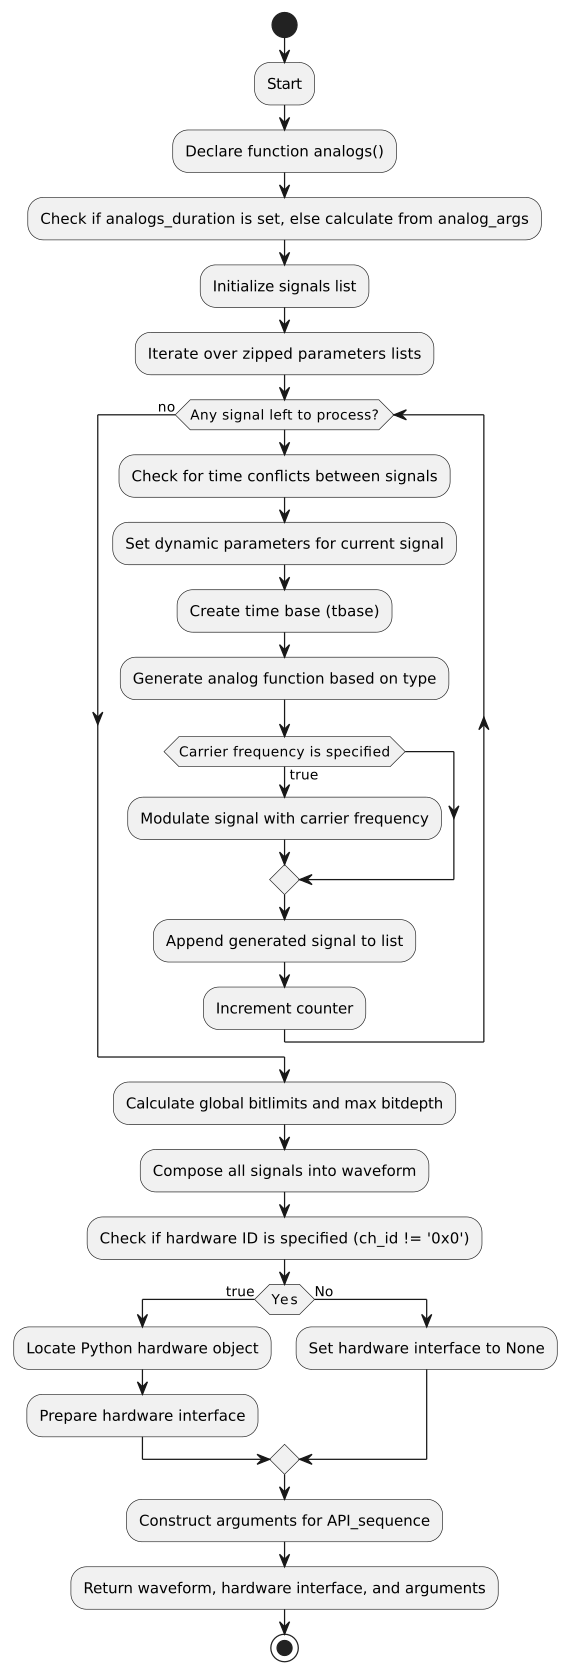 Start
Declare function analogs()
Check if analogs_duration is set, else calculate from analog_args
Initialize signals list
Iterate over zipped parameters lists
no
Any signal left to process?
Check for time conflicts between signals
Set dynamic parameters for current signal
Create time base (tbase)
Generate analog function based on type
Carrier frequency is specified
true
Modulate signal with carrier frequency
Append generated signal to list
Increment counter
Calculate global bitlimits and max bitdepth
Compose all signals into waveform
Check if hardware ID is specified (ch_id != '0x0')
true
Yes
No
Locate Python hardware object
Set hardware interface to None
Prepare hardware interface
Construct arguments for API_sequence
Return waveform, hardware interface, and arguments